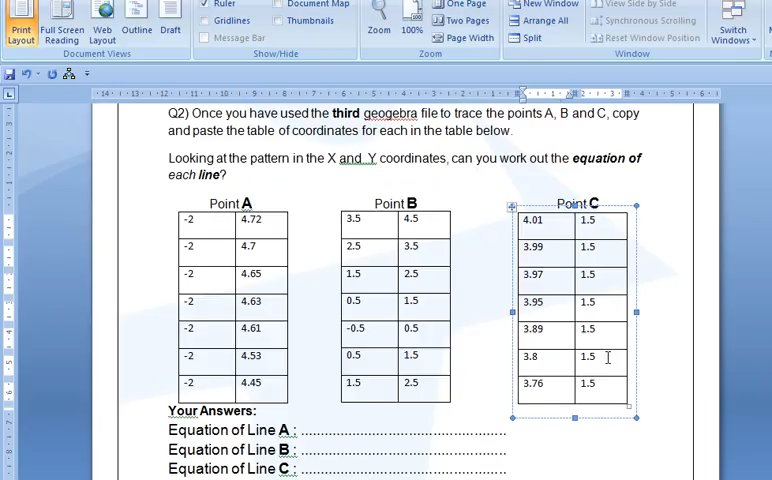 Ruler
Document Map
One Page
New Window
View Side by Side
Gridlines
Thumbnails
Two Pages
Arrange All
Synchronous Scrolling
Print Layout
Full Screen Reading
Web Layout
Outline
Draft
Message Bar
Zoom
100%
Page Width
Split
Reset Window Position
Switch Windows
Document Views
Show/Hide
Zoom
Window
Q2) Once you have used the third geogebra file to trace the points A, B and C, copy
and paste the table of coordinates for each in the table below.
Looking at the pattern in the X and Y coordinates, can you work out the equation of
each line?
Point A Point B Point C
-2 4.72 3.5 4.5 4.01 1.5
-2 4.7 2.5 3.5 3.99 1.5
-2 4.65 1.5 2.5 3.97 1.5
-2 4.63 0.5 1.5 3.95 1.5
-2 4.61 -0.5 0.5 3.89 1.5
-2 4.53 0.5 1.5 3.8 1.5
-2 4.45 1.5 2.5 3.76 1.5
Your Answers:
Equation of Line A : ......................................................
Equation of Line B : ......................................................
Equation of Line C : ......................................................